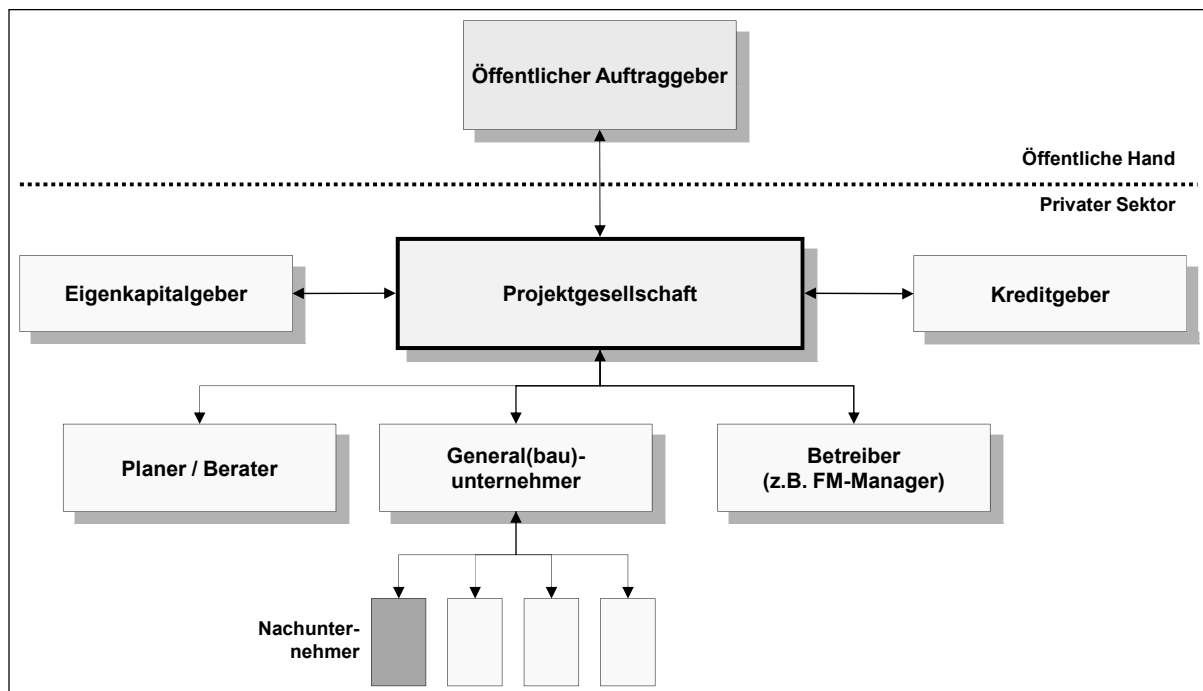 Öffentlicher Auftraggeber
Öffentliche Hand
Privater Sektor
Eigenkapitalgeber
Projektgesellschaft
Kreditgeber
Planer / Berater
General(bau)-
unternehmer
Betreiber
(z.B. FM-Manager)
Nachunter-
nehmer